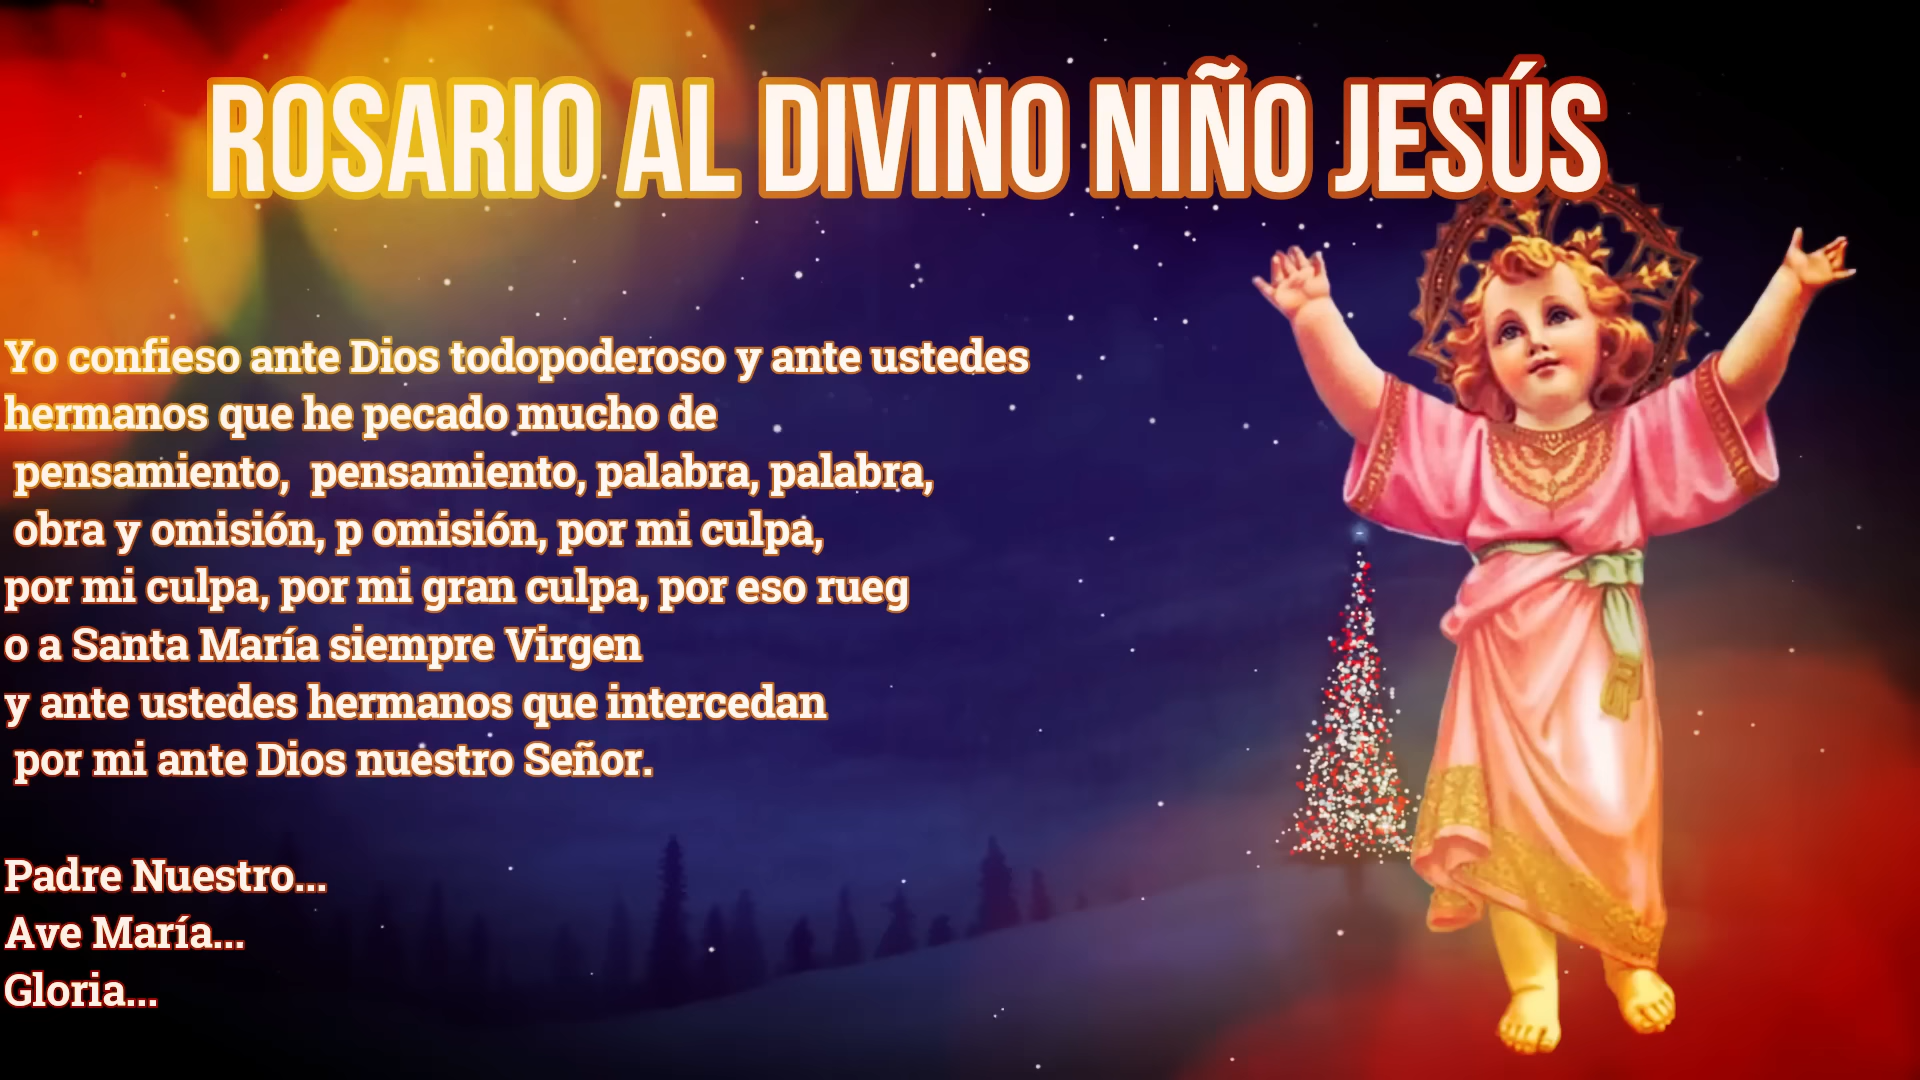 ROSARIO AL DIVINO NIÑO JESÚS
Yo confieso ante Dios todopoderoso y ante ustedes
hermanos que he pecado mucho de
pensamiento, pensamiento, palabra, palabra,
obra y omisión, p omisión, por mi culpa,
por mi culpa, por mi gran culpa, por eso rueg
o a Santa María siempre Virgen
y ante ustedes hermanos que intercedan
por mi ante Dios nuestro Señor.
Padre Nuestro...
Ave María...
Gloria...